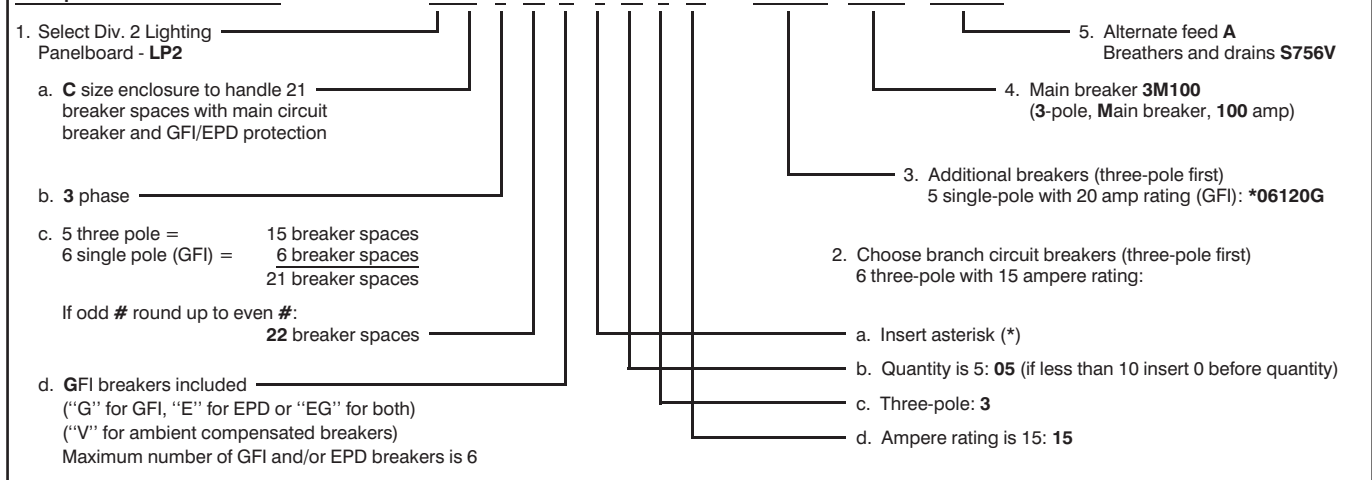 1. Select Div. 2 Lighting
Panelboard - LP2
a. C size enclosure to handle 21
breaker spaces with main circuit
breaker and GFI/EPD protection
b. 3 phase
c. 5 three pole = 15 breaker spaces
6 single pole (GFI) = 6 breaker spaces
21 breaker spaces
If odd # round up to even #:
22 breaker spaces
d. GFI breakers included
("G" for GFI, "E" for EPD or "EG" for both)
("V" for ambient compensated breakers)
Maximum number of GFI and/or EPD breakers is 6
5. Alternate feed A
Breathers and drains S756V
4. Main breaker 3M100
(3-pole, Main breaker, 100 amp)
3. Additional breakers (three-pole first)
5 single-pole with 20 amp rating (GFI): *06120G
2. Choose branch circuit breakers (three-pole first)
6 three-pole with 15 ampere rating:
a. Insert asterisk (*)
b. Quantity is 5: 05 (if less than 10 insert 0 before quantity)
c. Three-pole: 3
d. Ampere rating is 15: 15